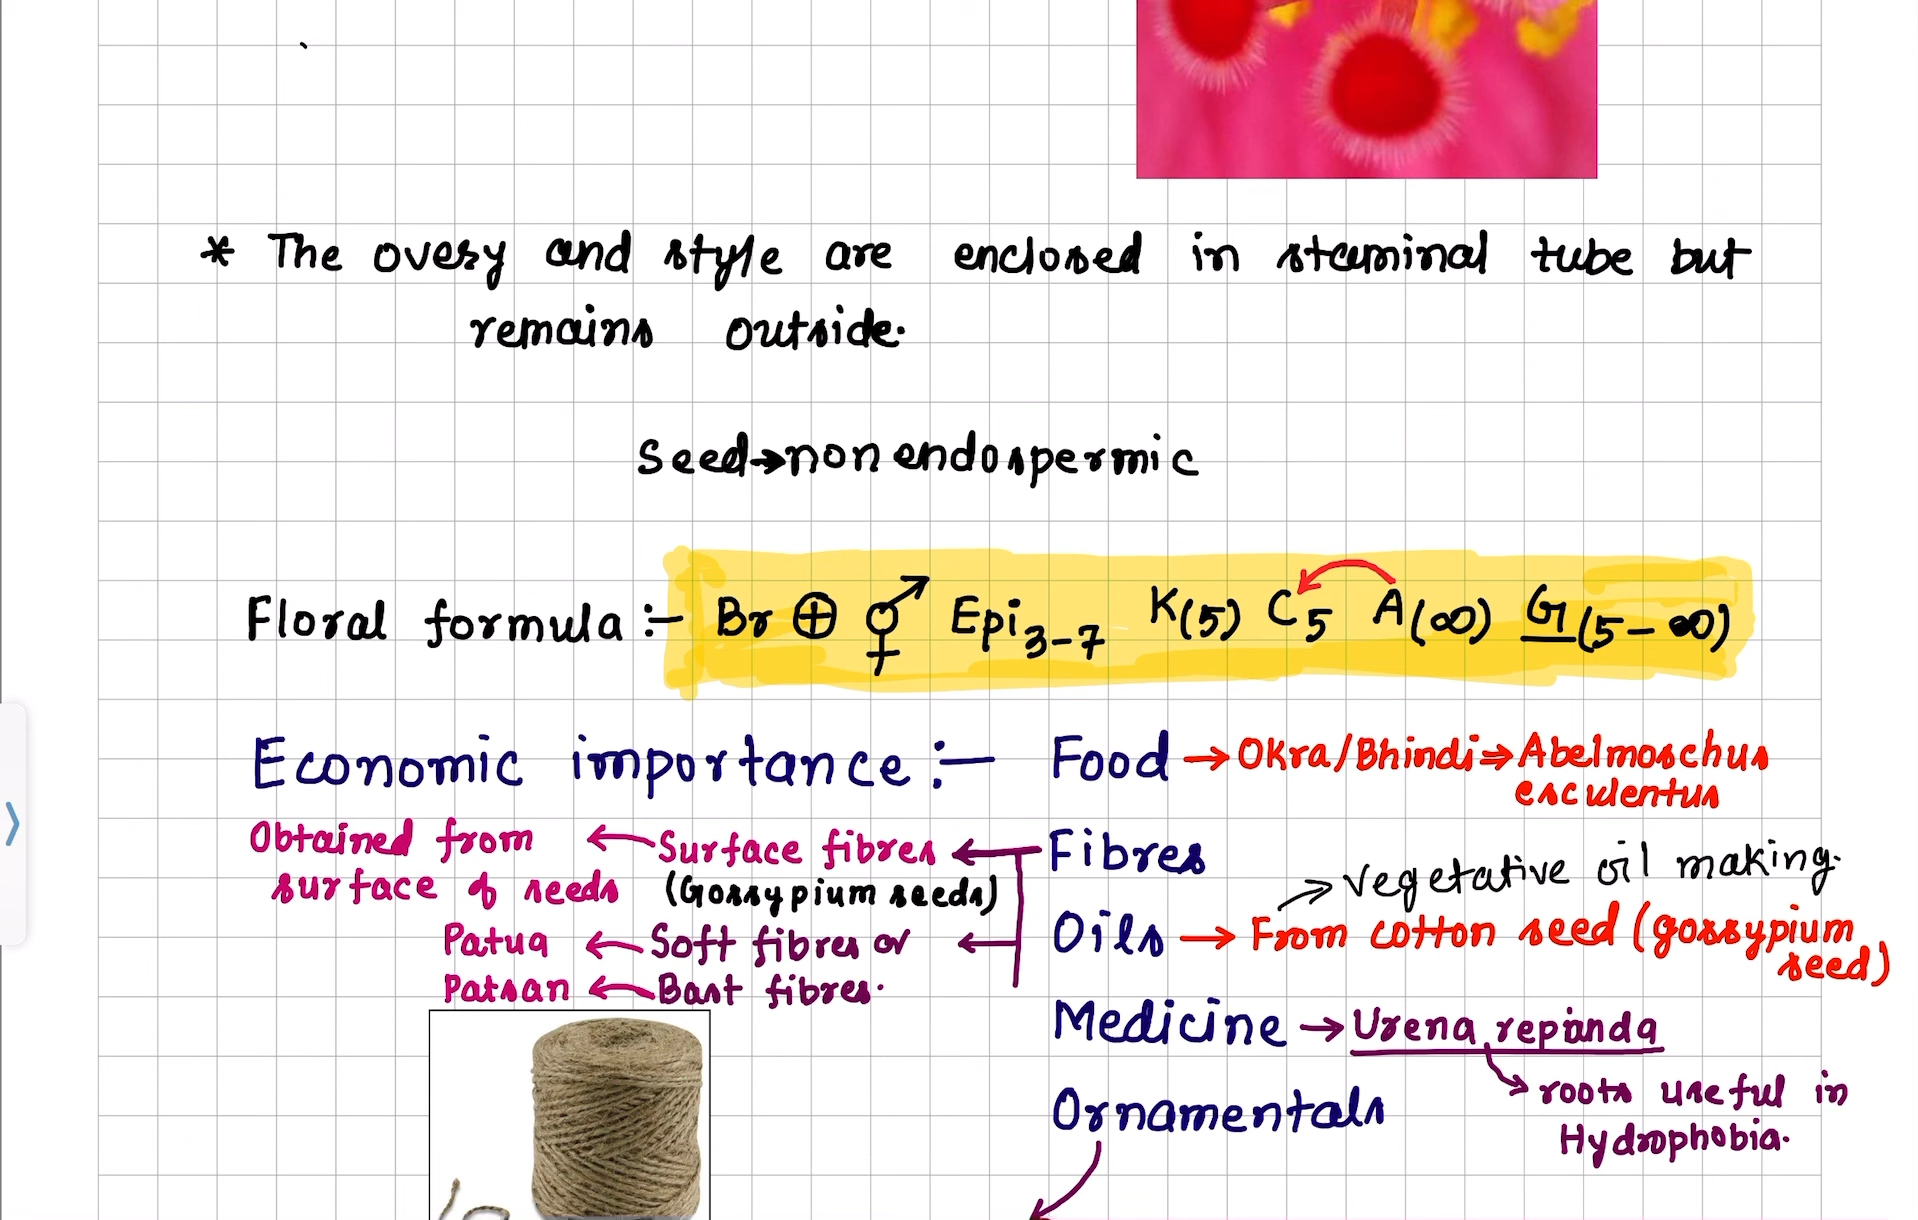 * The ovary and style are enclosed in staminal tube but
remains outside.
Seed→non endospermic
Floral formula :- Br ⊕ ⚥ Epi3-7 K(5) C5 A(∞) G(5-∞)
Economic importance :- Food → Okra/Bhindi ⇒ Abelmoschus
esculentus
Obtained from ← Surface fibres ← Fibres
surface of seeds (Gossypium seeds)
→ vegetative oil making.
Patua ← Soft fibres or ←
Oils → From cotton seed (gossypium
seed)
Patsan ← Bast fibres.
Medicine → Urena repanda
→ roots useful in
Hydrophobia.
Ornamentals